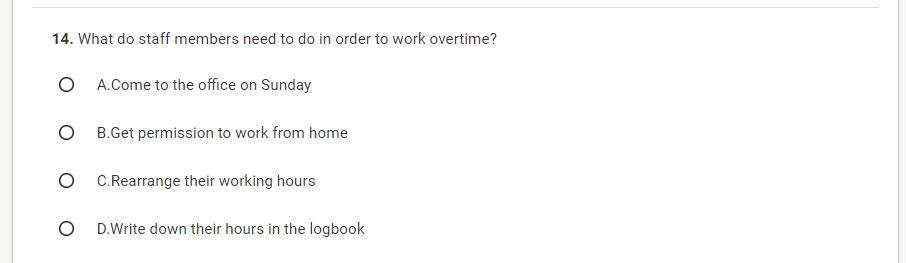 14. What do staff members need to do in order to work overtime?
A.Come to the office on Sunday
B.Get permission to work from home
C.Rearrange their working hours
D.Write down their hours in the logbook